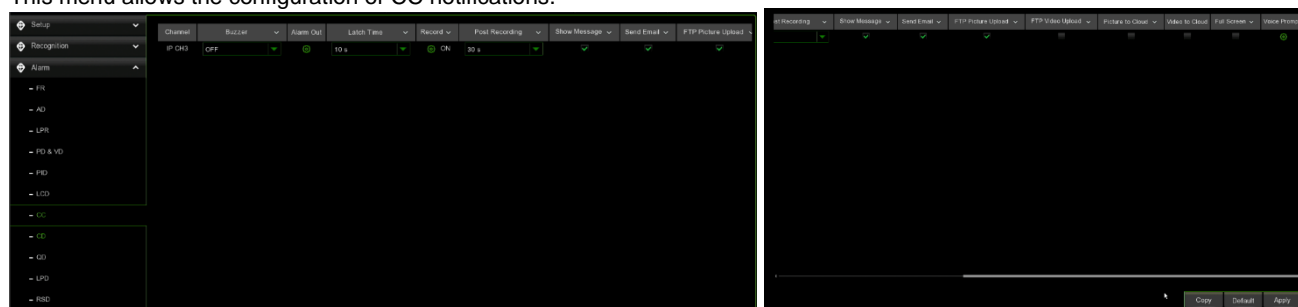 This menu allows the configuration of CC notifications.
Setup
Recognition
Alarm
FR
AD
LPR
PD & VD
PID
LCD
CC
CD
QD
LPD
RSD
Channel Buzzer Alarm Out Latch Time Record Post Recording Show Message Send Email FTP Picture Upload
IP CH3 OFF 10 s ON 30 s
Recording Show Message Send Email FTP Picture Upload FTP Video Upload Picture to Cloud Video to Cloud Full Screen Voice Promp
Copy Default Apply